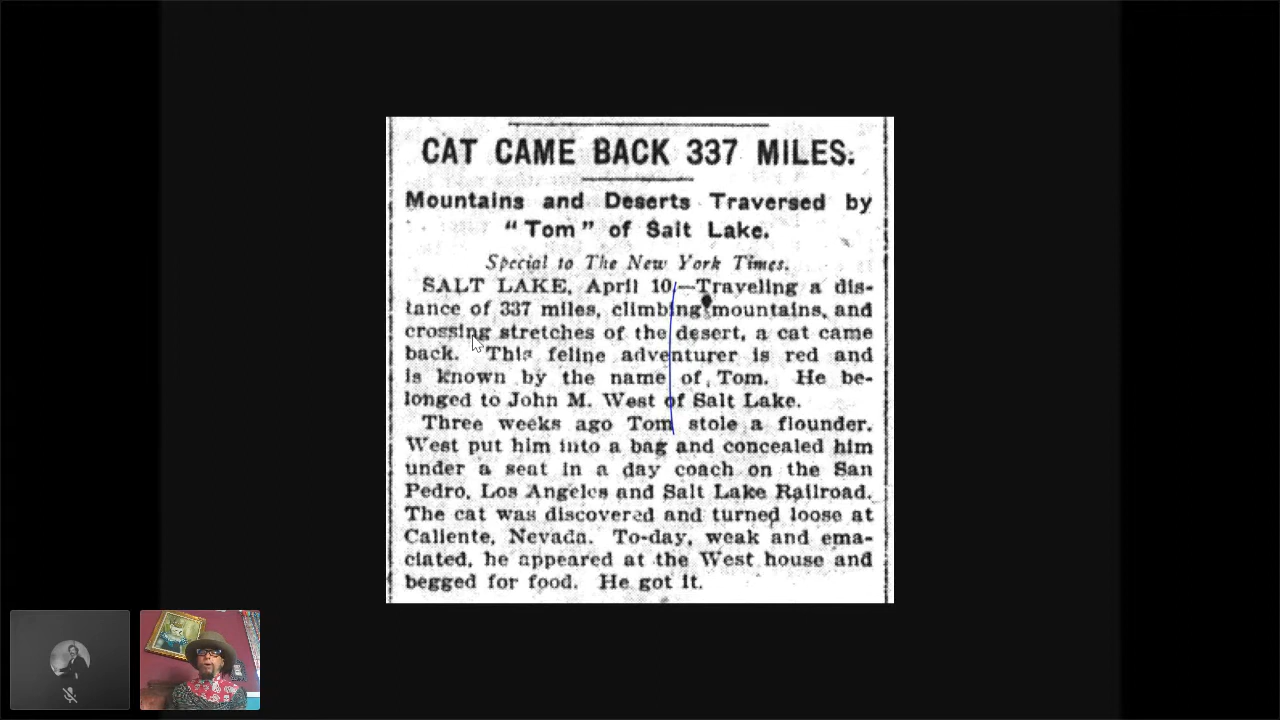 CAT CAME BACK 337 MILES.
Mountains and Deserts Traversed by
"Tom" of Salt Lake.
Special to The New York Times.
SALT LAKE, April 10.—Traveling a dis-
tance of 337 miles, climbing mountains, and
crossing stretches of the desert, a cat came
back. This feline adventurer is red and
is known by the name of Tom. He be-
longed to John M. West of Salt Lake.
Three weeks ago Tom stole a flounder.
West put him into a bag and concealed him
under a seat in a day coach on the San
Pedro, Los Angeles and Salt Lake Railroad.
The cat was discovered and turned loose at
Caliente, Nevada. To-day, weak and ema-
ciated, he appeared at the West house and
begged for food. He got it.